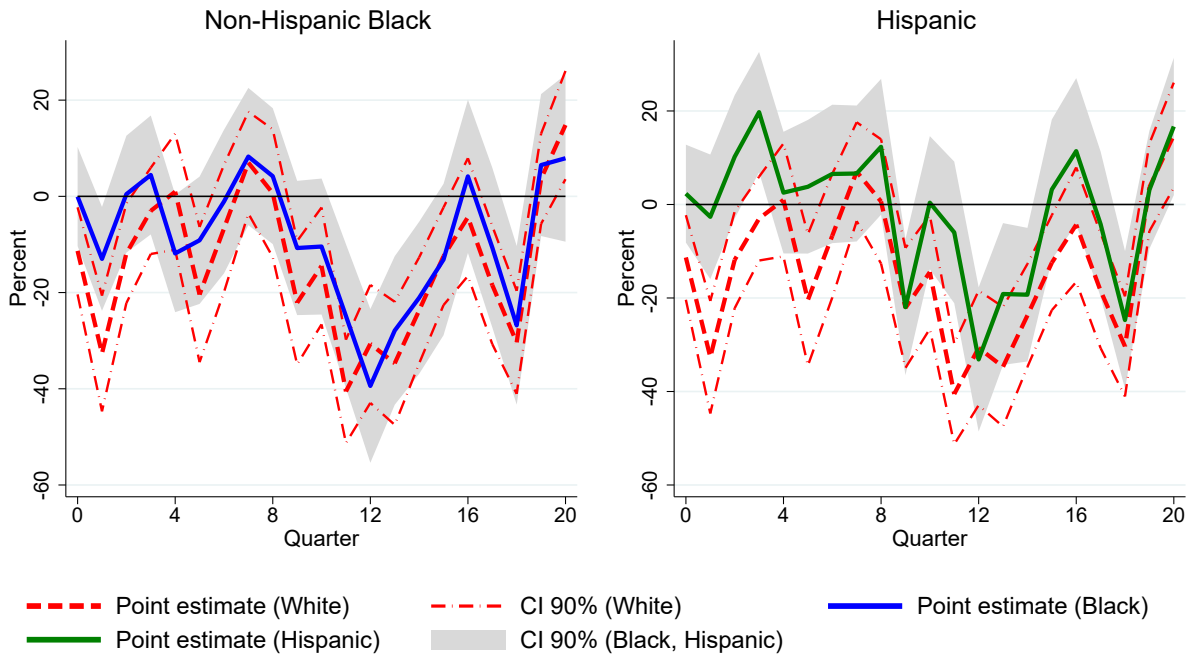 Non-Hispanic Black
Hispanic
20
0
-20
-40
-60
Percent
0 4 8 12 16 20
Quarter
20
0
-20
-40
-60
Percent
0 4 8 12 16 20
Quarter
Point estimate (White)
CI 90% (White)
Point estimate (Black)
Point estimate (Hispanic)
CI 90% (Black, Hispanic)